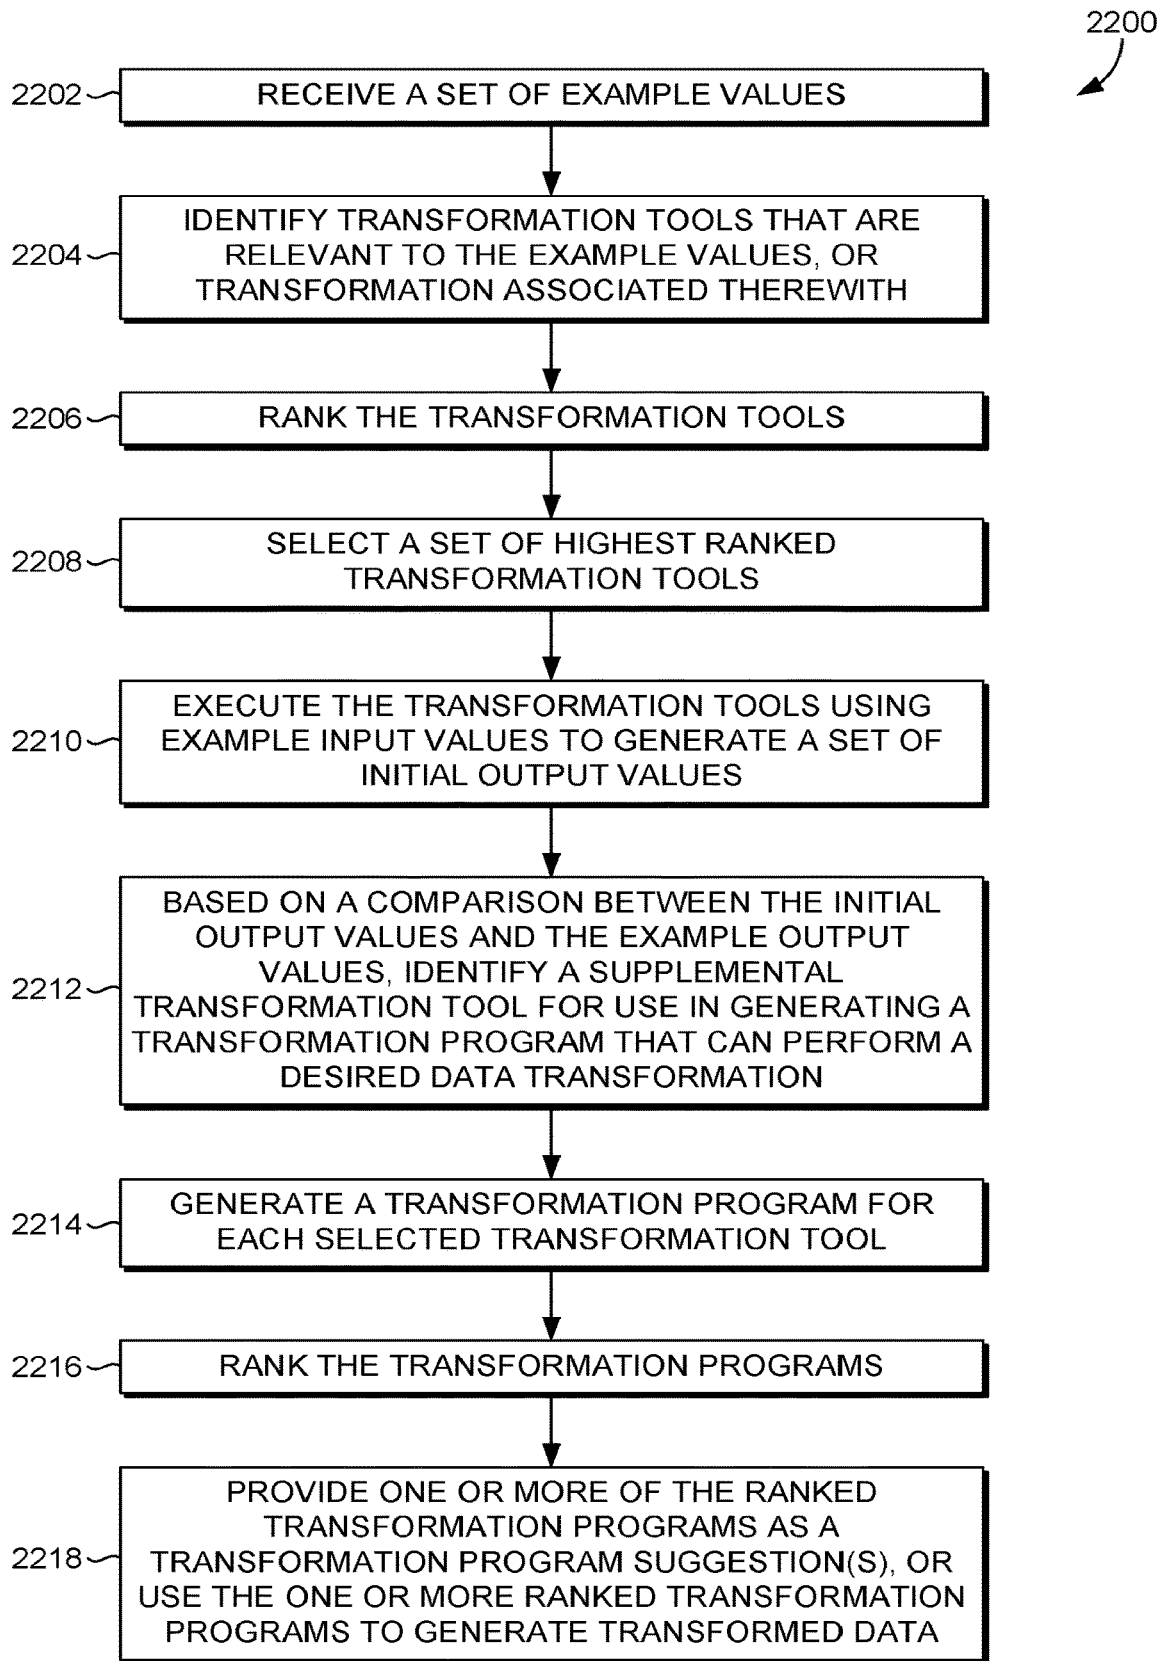 2200
2202
RECEIVE A SET OF EXAMPLE VALUES
2204
IDENTIFY TRANSFORMATION TOOLS THAT ARE
RELEVANT TO THE EXAMPLE VALUES, OR
TRANSFORMATION ASSOCIATED THEREWITH
2206
RANK THE TRANSFORMATION TOOLS
2208
SELECT A SET OF HIGHEST RANKED
TRANSFORMATION TOOLS
2210
EXECUTE THE TRANSFORMATION TOOLS USING
EXAMPLE INPUT VALUES TO GENERATE A SET OF
INITIAL OUTPUT VALUES
2212
BASED ON A COMPARISON BETWEEN THE INITIAL
OUTPUT VALUES AND THE EXAMPLE OUTPUT
VALUES, IDENTIFY A SUPPLEMENTAL
TRANSFORMATION TOOL FOR USE IN GENERATING A
TRANSFORMATION PROGRAM THAT CAN PERFORM A
DESIRED DATA TRANSFORMATION
2214
GENERATE A TRANSFORMATION PROGRAM FOR
EACH SELECTED TRANSFORMATION TOOL
2216
RANK THE TRANSFORMATION PROGRAMS
2218
PROVIDE ONE OR MORE OF THE RANKED
TRANSFORMATION PROGRAMS AS A
TRANSFORMATION PROGRAM SUGGESTION(S), OR
USE THE ONE OR MORE RANKED TRANSFORMATION
PROGRAMS TO GENERATE TRANSFORMED DATA